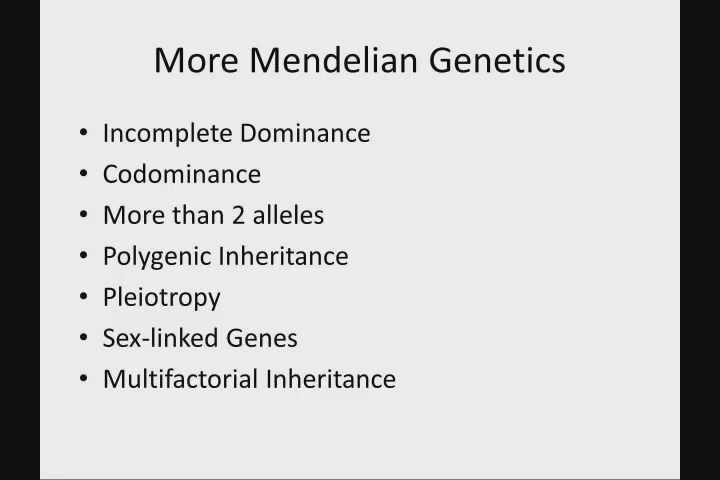 More Mendelian Genetics
• Incomplete Dominance
• Codominance
• More than 2 alleles
• Polygenic Inheritance
• Pleiotropy
• Sex-linked Genes
• Multifactorial Inheritance